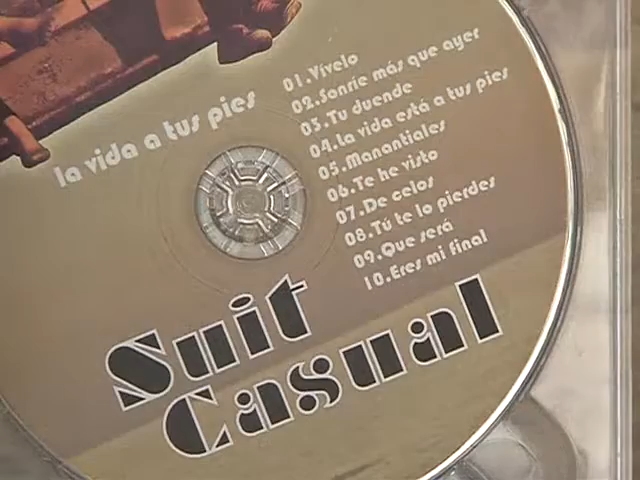 la vida a tus pies
01.Vívelo
02.Sonríe más que ayer
03.Tu duende
04.La vida está a tus pies
05.Manantiales
06.Te he visto
07.De celos
08.Tú te lo pierdes
09.Que será
10.Eres mi final
Suit
Casual